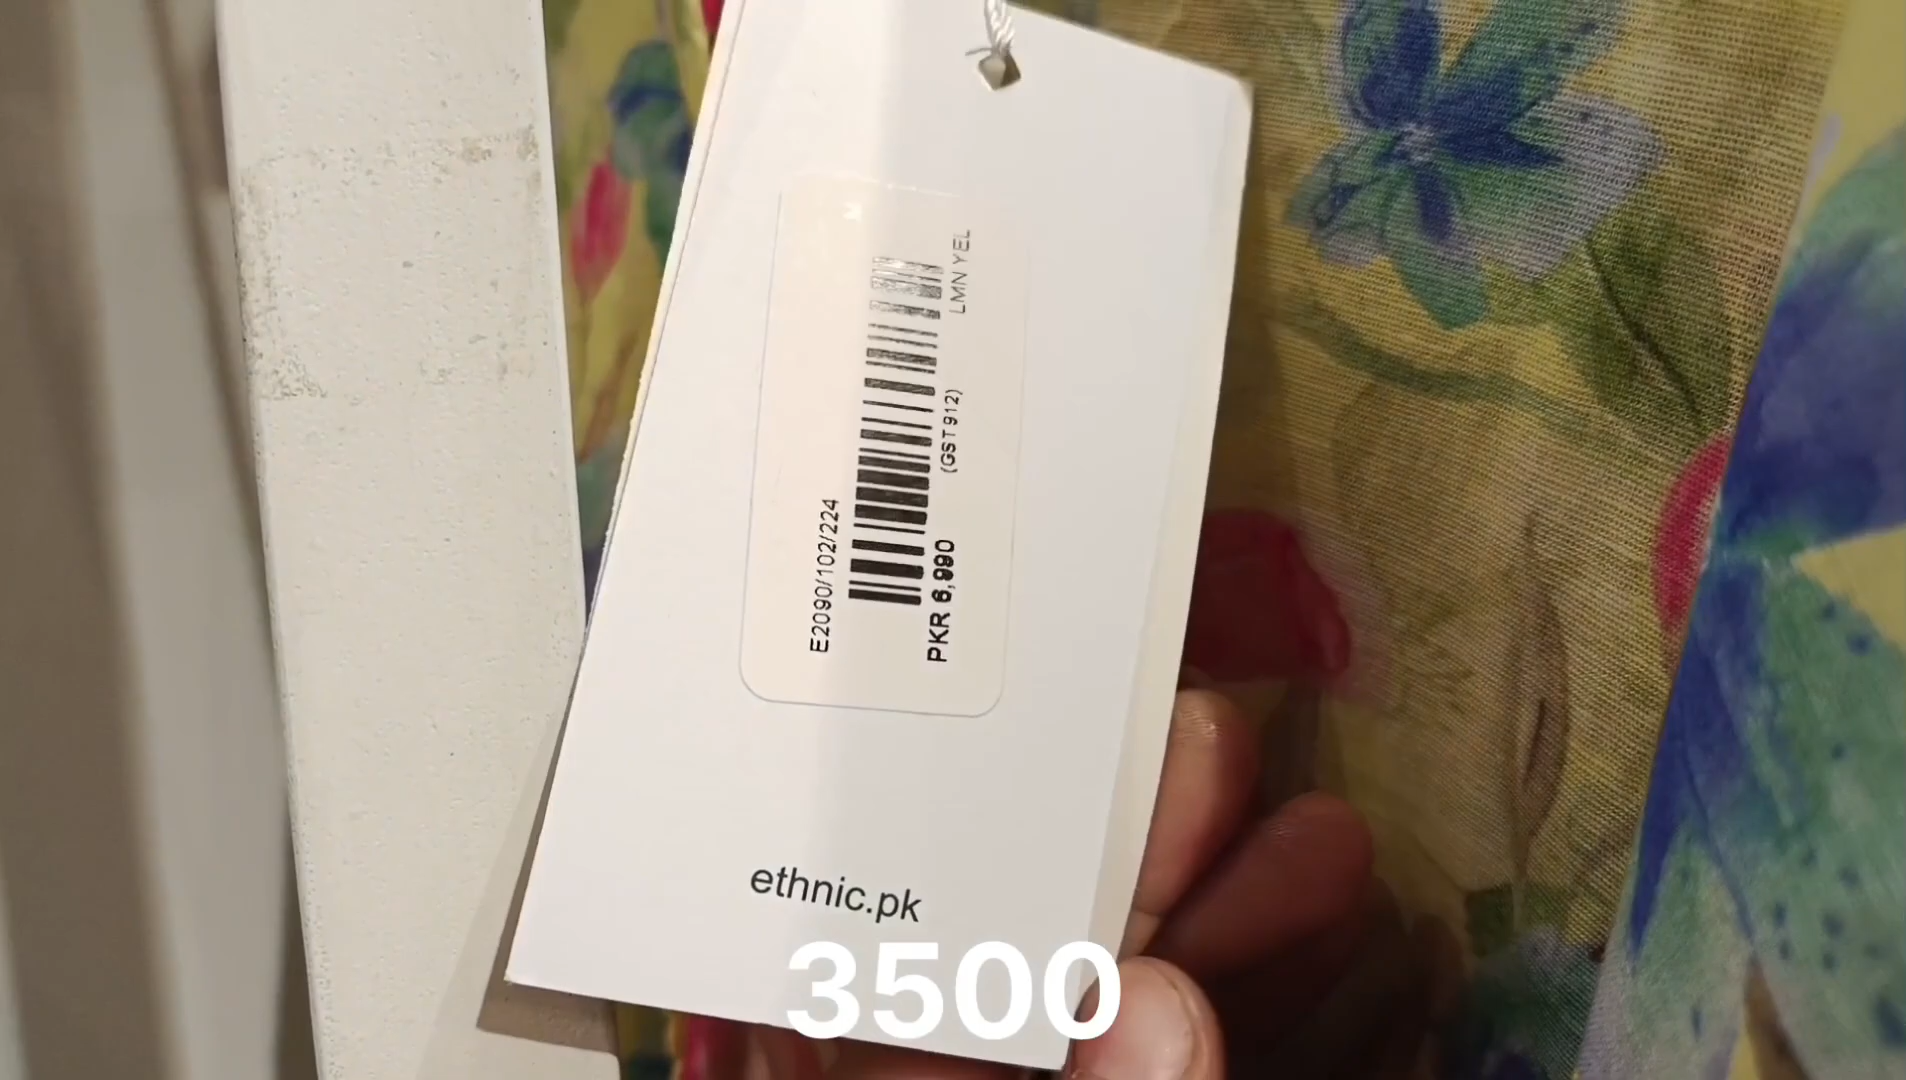 M
E2090/102/224
PKR 6,990 (GST 912) LMN YEL
ethnic.pk
3500